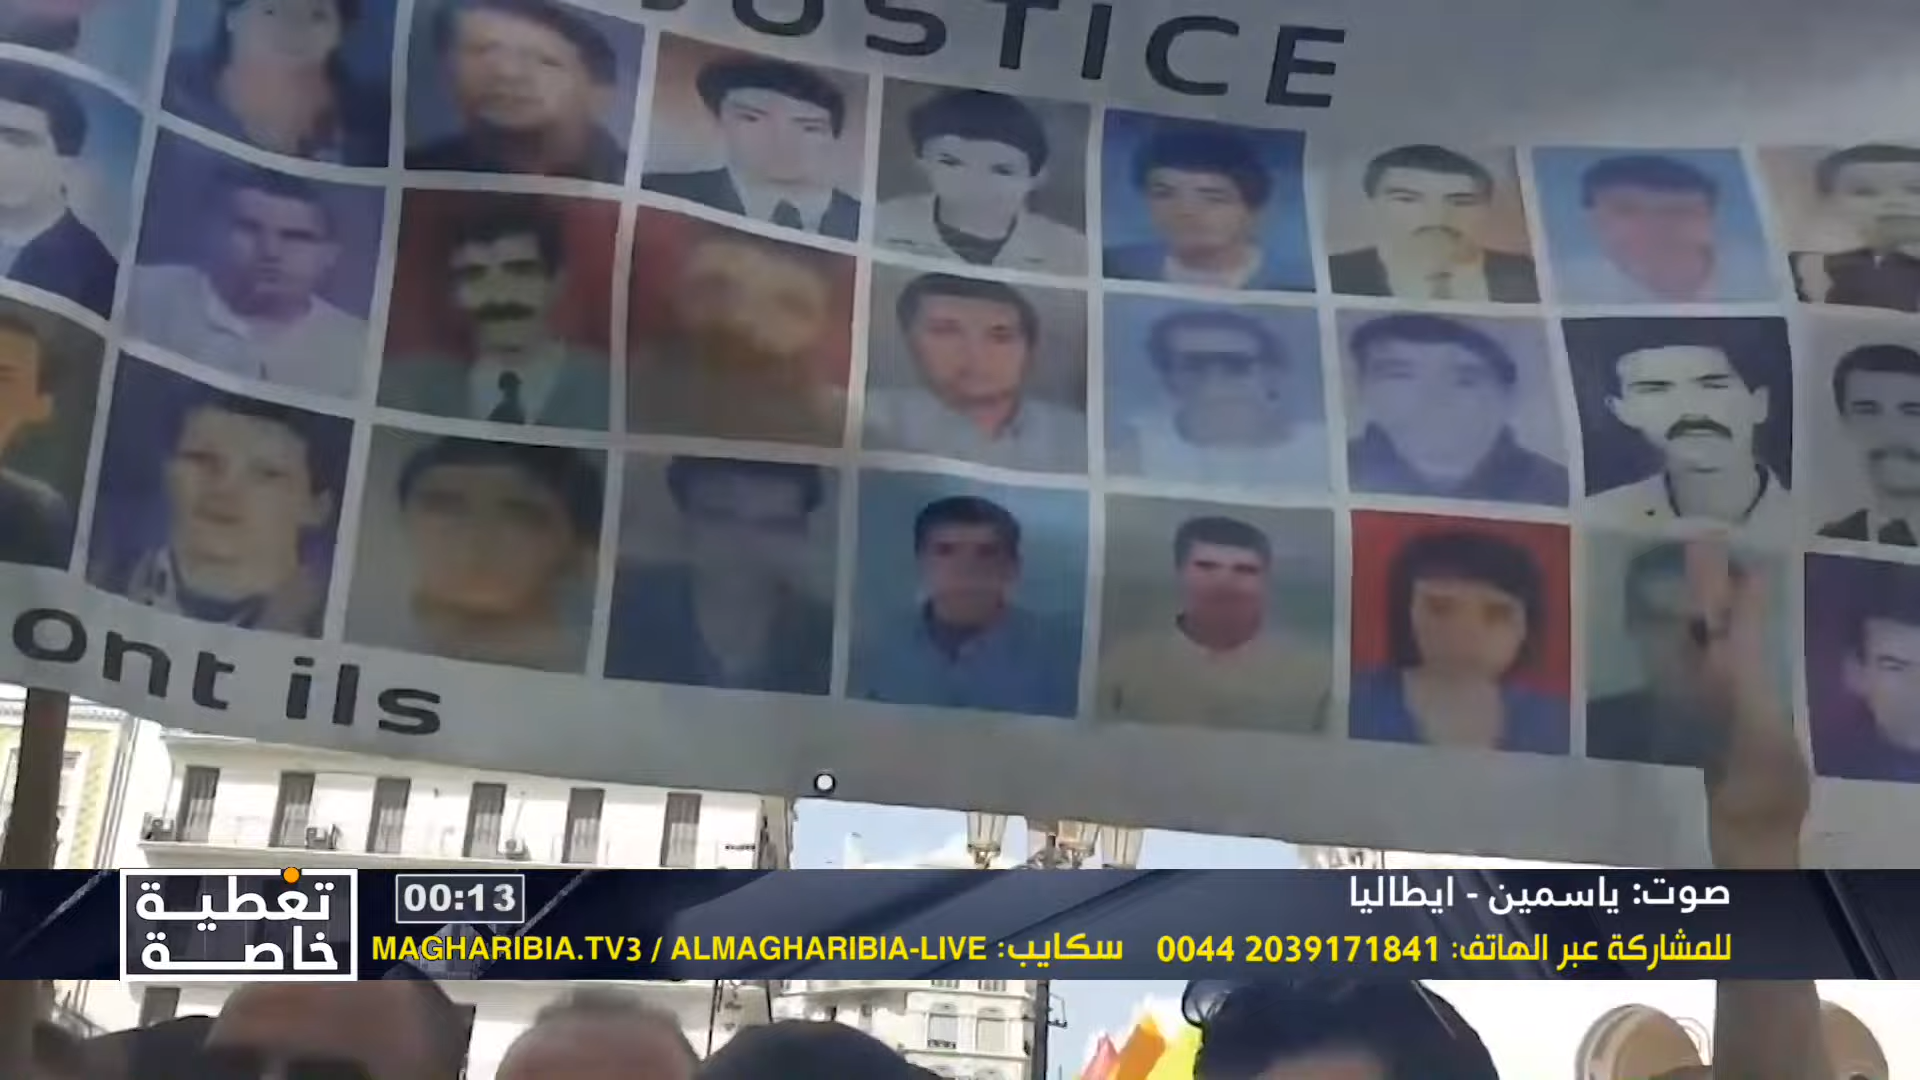 JUSTICE
ont ils
تغطية
خاصة
00:13
صوت: ياسمين - ايطاليا
للمشاركة عبر الهاتف: 0044 2039171841 سكايب: MAGHARIBIA.TV3 / ALMAGHARIBIA-LIVE